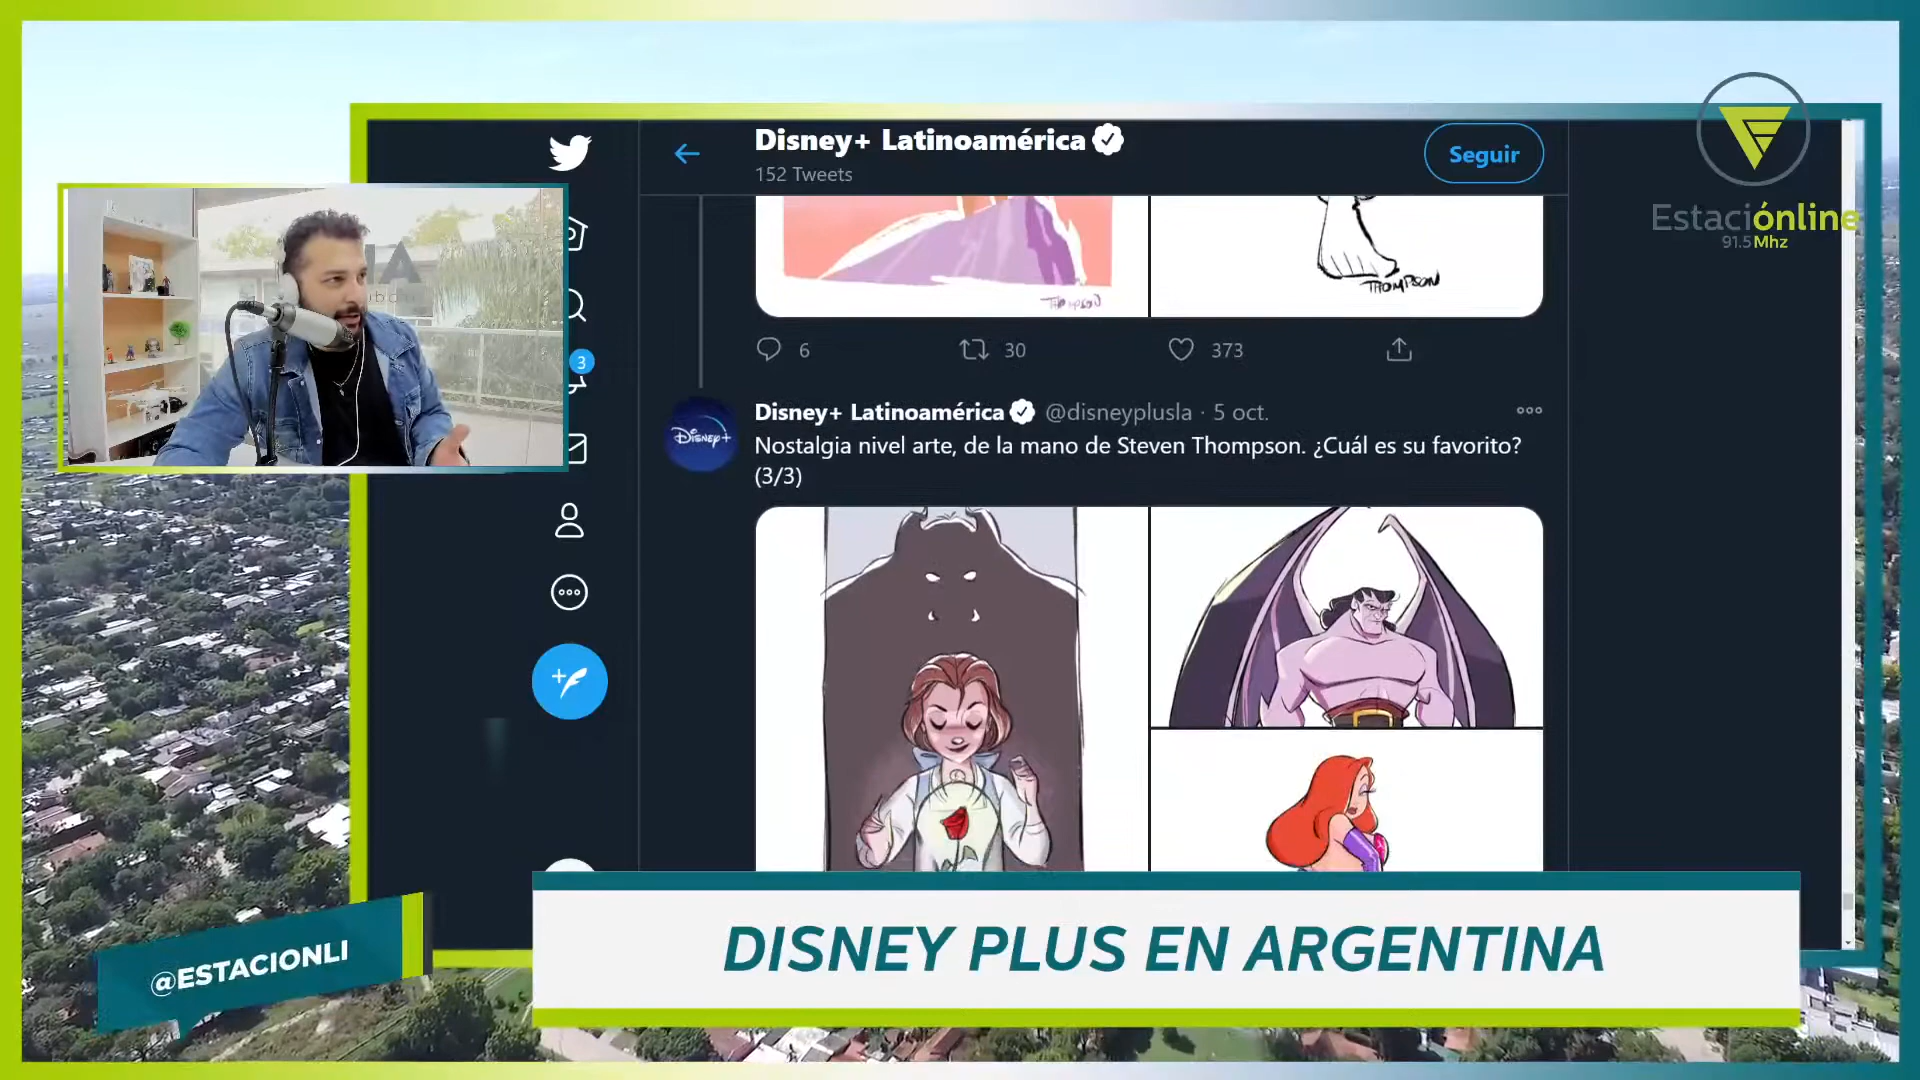 Disney+ Latinoamérica
152 Tweets
Seguir
Estaciónline
91.5 Mhz
THOMPSON
THOMPSON
6
30
373
3
Disney+ Latinoamérica @disneyplusla · 5 oct.
Disney+
Nostalgia nivel arte, de la mano de Steven Thompson. ¿Cuál es su favorito?
(3/3)
DISNEY PLUS EN ARGENTINA
@ESTACIONLI